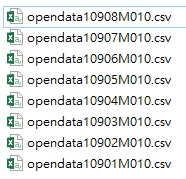 opendata10908M010.csv
opendata10907M010.csv
opendata10906M010.csv
opendata10905M010.csv
opendata10904M010.csv
opendata10903M010.csv
opendata10902M010.csv
opendata10901M010.csv